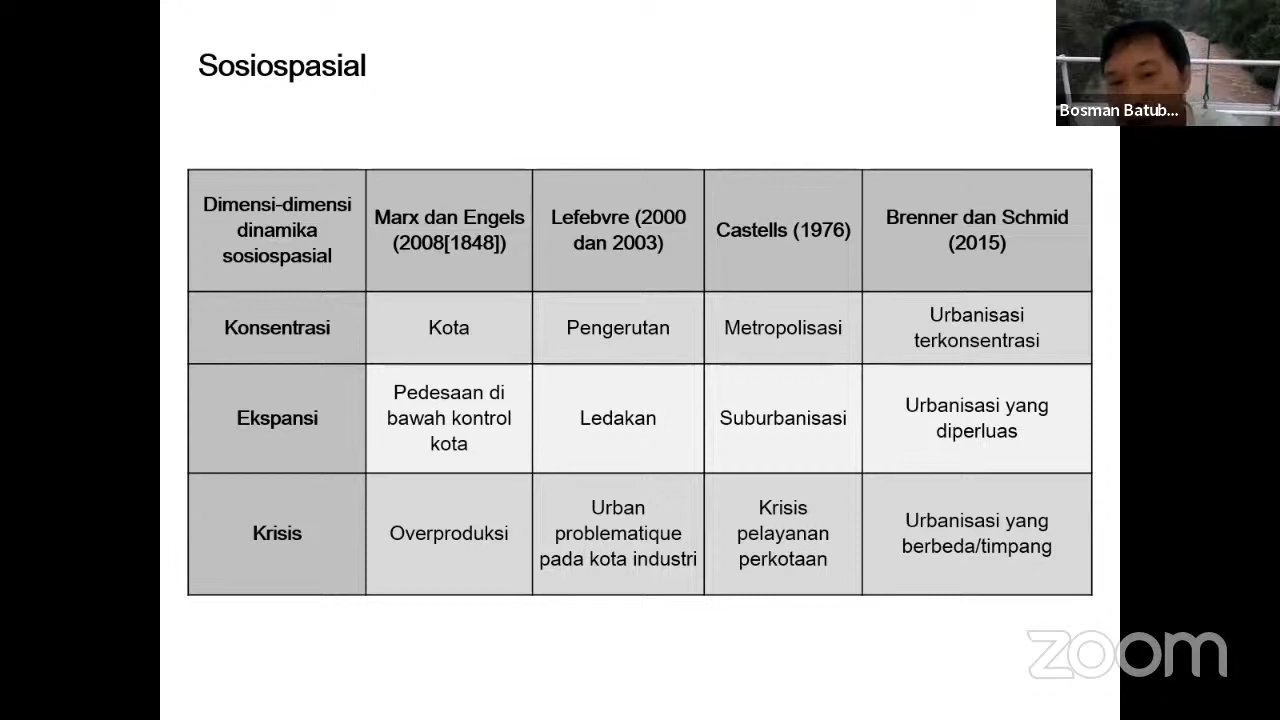 Sosiospasial
Bosman Batub...
Dimensi-dimensi
dinamika
sosiospasial
Marx dan Engels
(2008[1848])
Lefebvre (2000
dan 2003)
Castells (1976)
Brenner dan Schmid
(2015)
Konsentrasi
Kota
Pengerutan
Metropolisasi
Urbanisasi
terkonsentrasi
Ekspansi
Pedesaan di
bawah kontrol
kota
Ledakan
Suburbanisasi
Urbanisasi yang
diperluas
Krisis
Overproduksi
Urban
problematique
pada kota industri
Krisis
pelayanan
perkotaan
Urbanisasi yang
berbeda/timpang
zoom